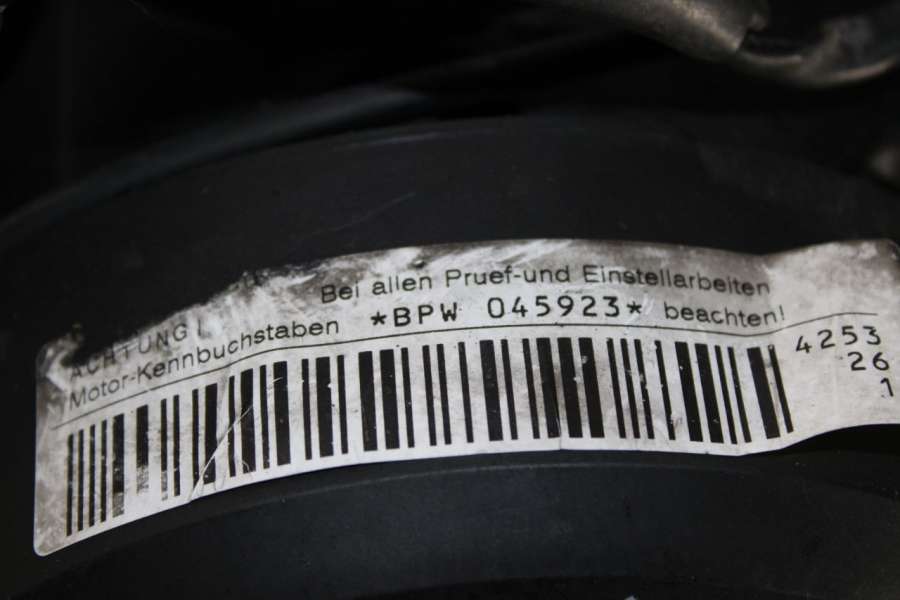 ACHTUNG! Bei allen Pruef-und Einstellarbeiten
Motor-Kennbuchstaben *BPW 045923* beachten!
4253
26
1